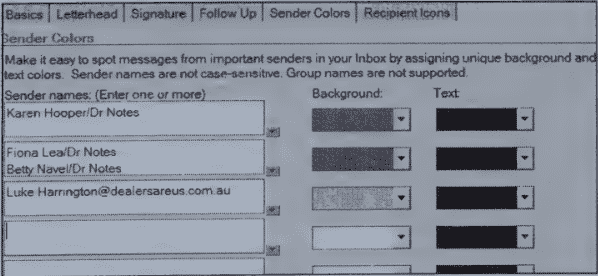 Basics Letterhead Signature Follow Up Sender Colors Recipient Icons
Sender Colors
Make it easy to spot messages from important senders in your Inbox by assigning unique background and
text colors. Sender names are not case-sensitive. Group names are not supported.
Sender names: (Enter one or more) Background: Text:
Karen Hooper/Dr Notes
Fiona Lea/Dr Notes
Betty Navel/Dr Notes
Luke Harrington@dealersareus.com.au